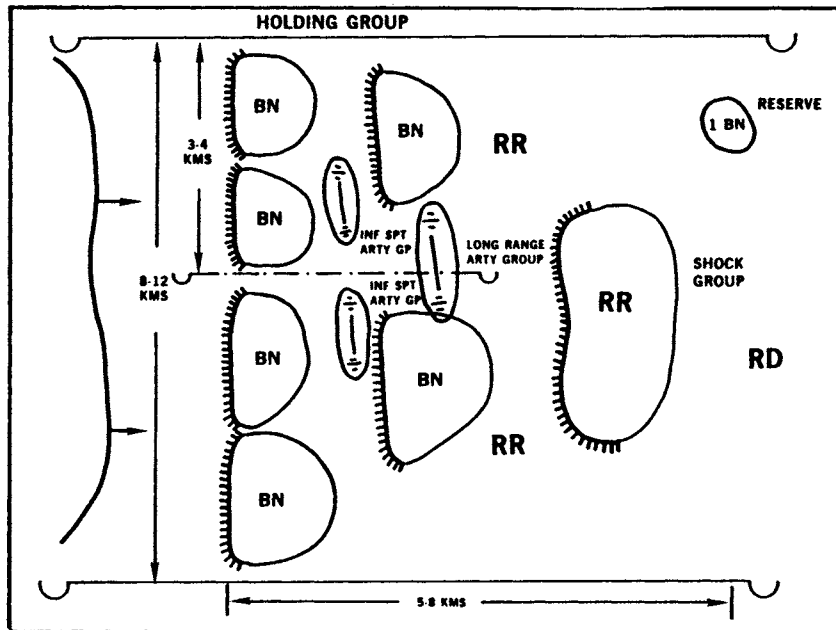 HOLDING GROUP
BN
BN
RR
1 BN
RESERVE
3-4
KMS
BN
INF SPT
ARTY GP
LONG RANGE
ARTY GROUP
SHOCK
GROUP
8-12
KMS
INF SPT
ARTY GP
RR
RD
BN
BN
RR
BN
5-8 KMS